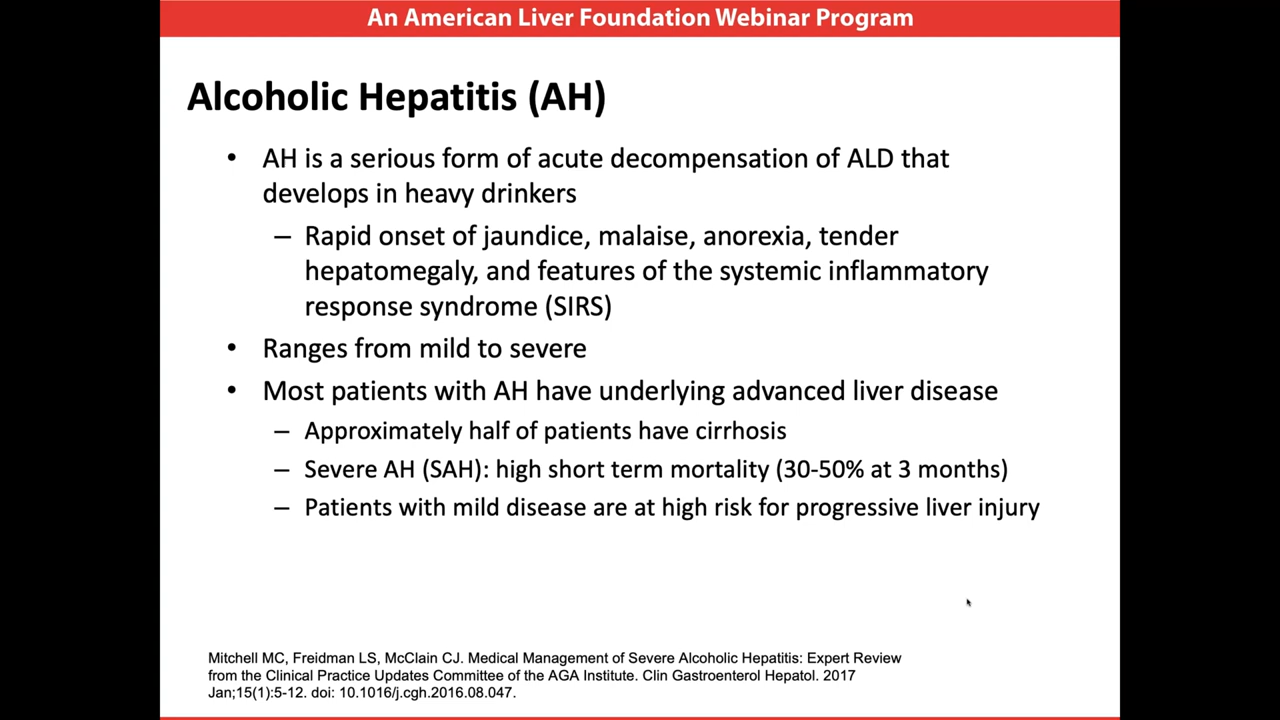 An American Liver Foundation Webinar Program
Alcoholic Hepatitis (AH)
• AH is a serious form of acute decompensation of ALD that
develops in heavy drinkers
– Rapid onset of jaundice, malaise, anorexia, tender
hepatomegaly, and features of the systemic inflammatory
response syndrome (SIRS)
• Ranges from mild to severe
• Most patients with AH have underlying advanced liver disease
– Approximately half of patients have cirrhosis
– Severe AH (SAH): high short term mortality (30-50% at 3 months)
– Patients with mild disease are at high risk for progressive liver injury
Mitchell MC, Freidman LS, McClain CJ. Medical Management of Severe Alcoholic Hepatitis: Expert Review
from the Clinical Practice Updates Committee of the AGA Institute. Clin Gastroenterol Hepatol. 2017
Jan;15(1):5-12. doi: 10.1016/j.cgh.2016.08.047.